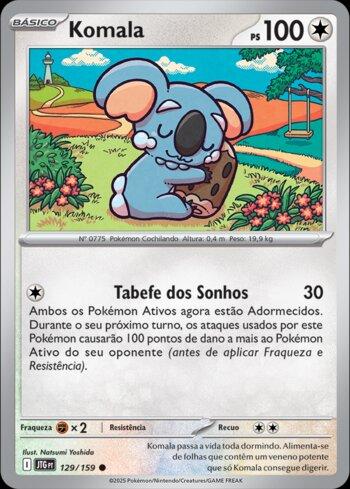 BÁSICO
Komala
PS 100
Nº 0775 Pokémon Cochilando Altura: 0,4 m Peso: 19,9 kg
Tabefe dos Sonhos 30
Ambos os Pokémon Ativos agora estão Adormecidos.
Durante o seu próximo turno, os ataques usados por este
Pokémon causarão 100 pontos de dano a mais ao Pokémon
Ativo do seu oponente (antes de aplicar Fraqueza e
Resistência).
Fraqueza ×2 Resistência Recuo
Ilust. Natsumi Yoshida
I JTG PT 129/159
Komala passa a vida toda dormindo. Alimenta-se
de folhas que contêm um veneno potente
que só Komala consegue digerir.
©2025 Pokémon/Nintendo/Creatures/GAME FREAK